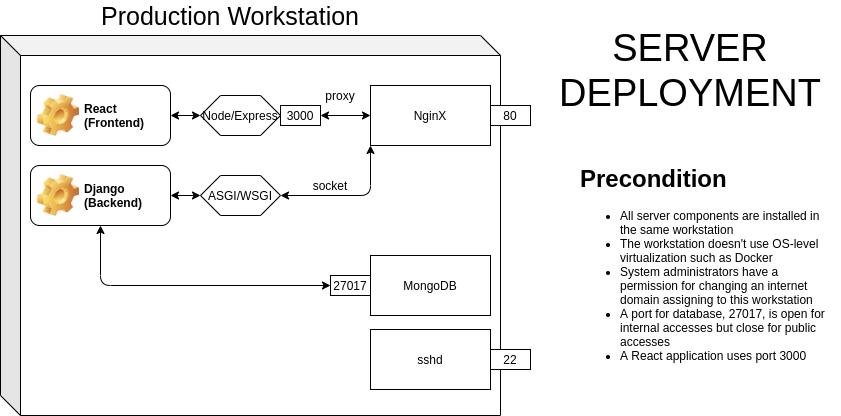 Production Workstation
React
(Frontend)
Node/Express
3000
proxy
NginX
80
Django
(Backend)
ASGI/WSGI
socket
27017
MongoDB
sshd
22
SERVER
DEPLOYMENT
Precondition
All server components are installed in
the same workstation
The workstation doesn't use OS-level
virtualization such as Docker
System administrators have a
permission for changing an internet
domain assigning to this workstation
A port for database, 27017, is open for
internal accesses but close for public
accesses
A React application uses port 3000